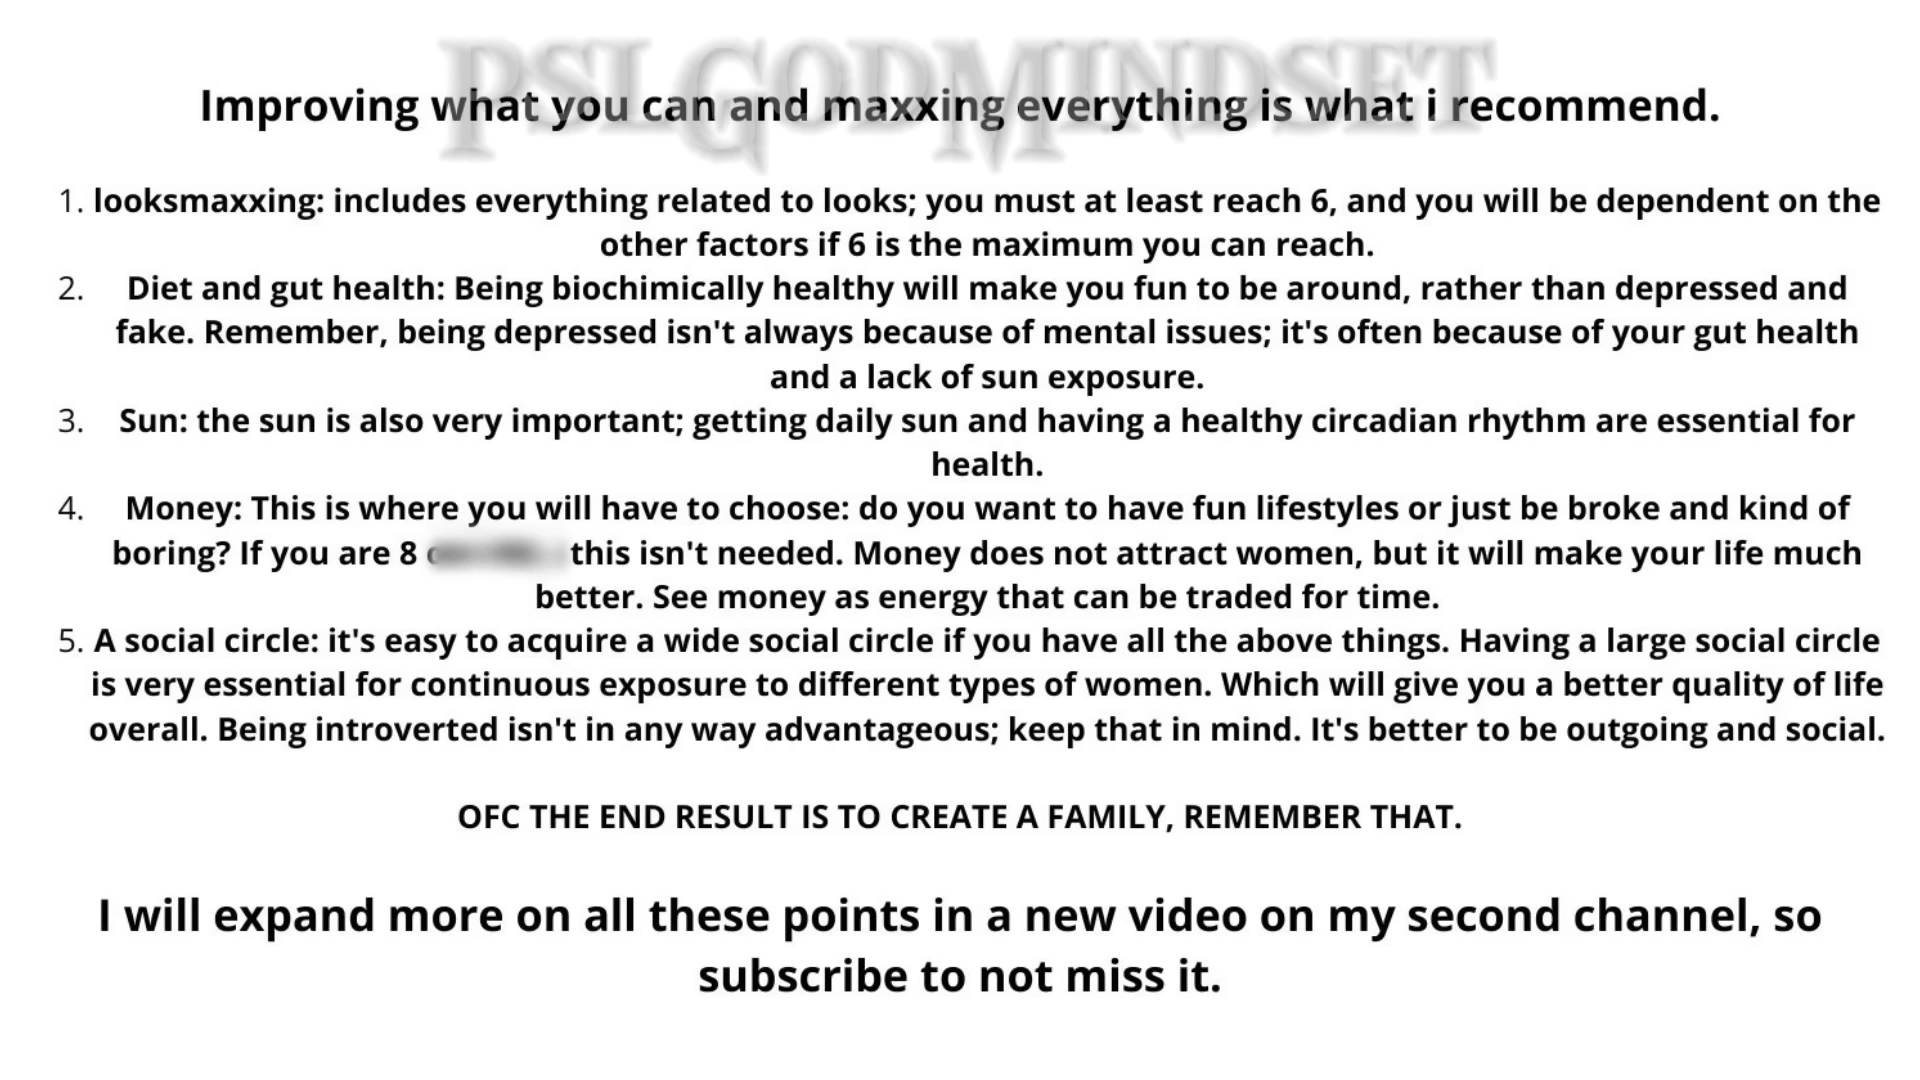 PSLGODMINDSET
Improving what you can and maxxing everything is what i recommend.
1. looksmaxxing: includes everything related to looks; you must at least reach 6, and you will be dependent on the
other factors if 6 is the maximum you can reach.
2. Diet and gut health: Being biochimically healthy will make you fun to be around, rather than depressed and
fake. Remember, being depressed isn't always because of mental issues; it's often because of your gut health
and a lack of sun exposure.
3. Sun: the sun is also very important; getting daily sun and having a healthy circadian rhythm are essential for
health.
4. Money: This is where you will have to choose: do you want to have fun lifestyles or just be broke and kind of
boring? If you are 8 this isn't needed. Money does not attract women, but it will make your life much
better. See money as energy that can be traded for time.
5. A social circle: it's easy to acquire a wide social circle if you have all the above things. Having a large social circle
is very essential for continuous exposure to different types of women. Which will give you a better quality of life
overall. Being introverted isn't in any way advantageous; keep that in mind. It's better to be outgoing and social.
OFC THE END RESULT IS TO CREATE A FAMILY, REMEMBER THAT.
I will expand more on all these points in a new video on my second channel, so
subscribe to not miss it.